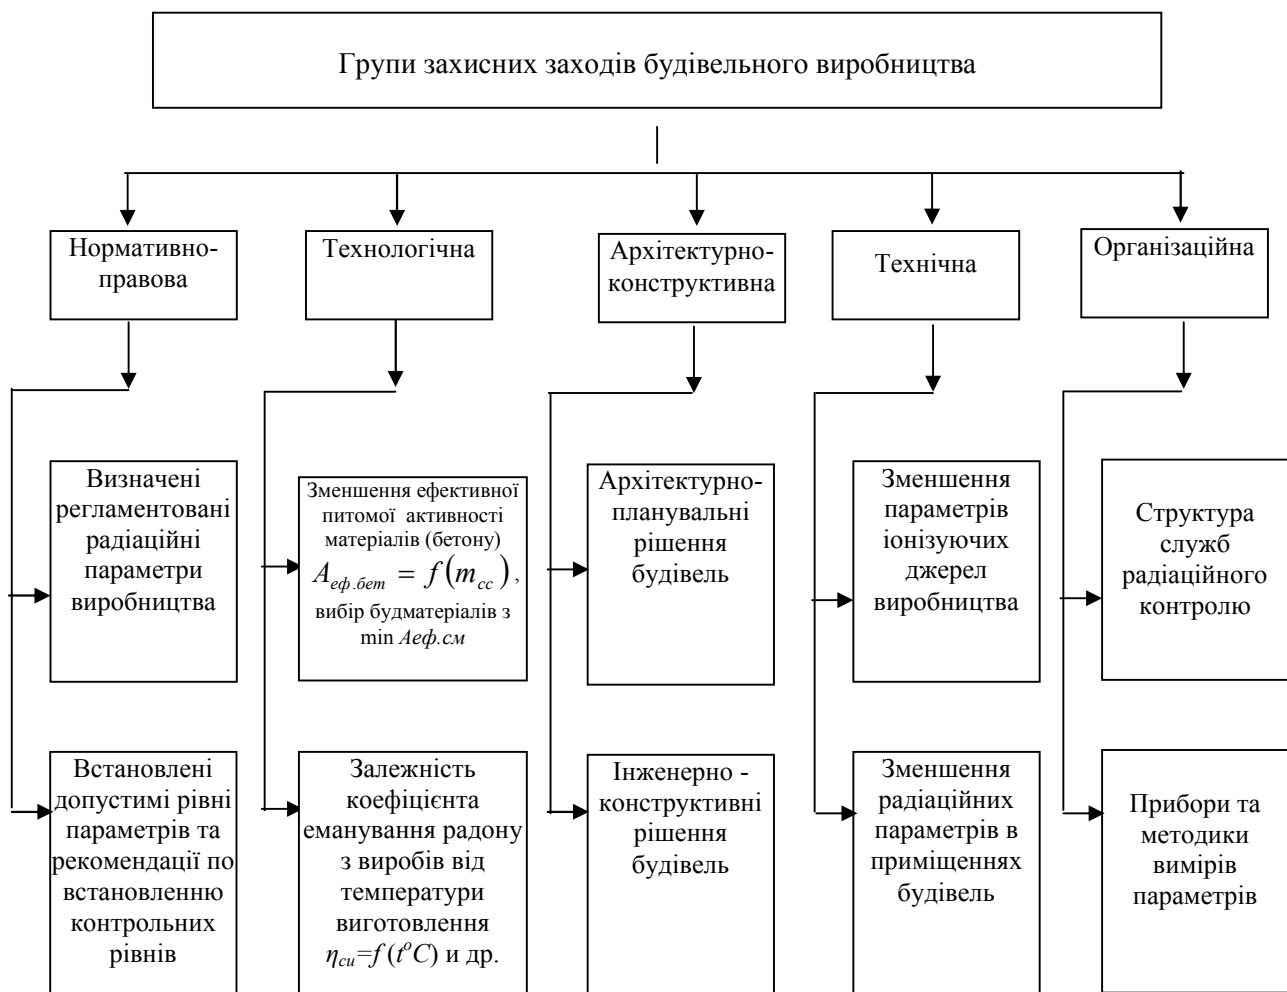 Групи захисних заходів будівельного виробництва
Нормативно-
правова
Технологічна
Архітектурно-
конструктивна
Технічна
Організаційна
Визначені
регламентовані
радіаційні
параметри
виробництва
Зменшення ефективної
питомої активності
матеріалів (бетону)
A еф.бет = f(m cc) ,
вибір будматеріалів з
min Аеф.см
Архітектурно-
планувальні
рішення
будівель
Зменшення
параметрів
іонізуючих
джерел
виробництва
Структура
служб
радіаційного
контролю
Встановлені
допустимі рівні
параметрів та
рекомендації по
встановленню
контрольних
рівнів
Залежність
коефіцієнта
еманування радону
з виробів від
температури
виготовлення
ηси=f (t°C) и др.
Інженерно -
конструктивні
рішення
будівель
Зменшення
радіаційних
параметрів в
приміщеннях
будівель
Прибори та
методики
вимірів
параметрів